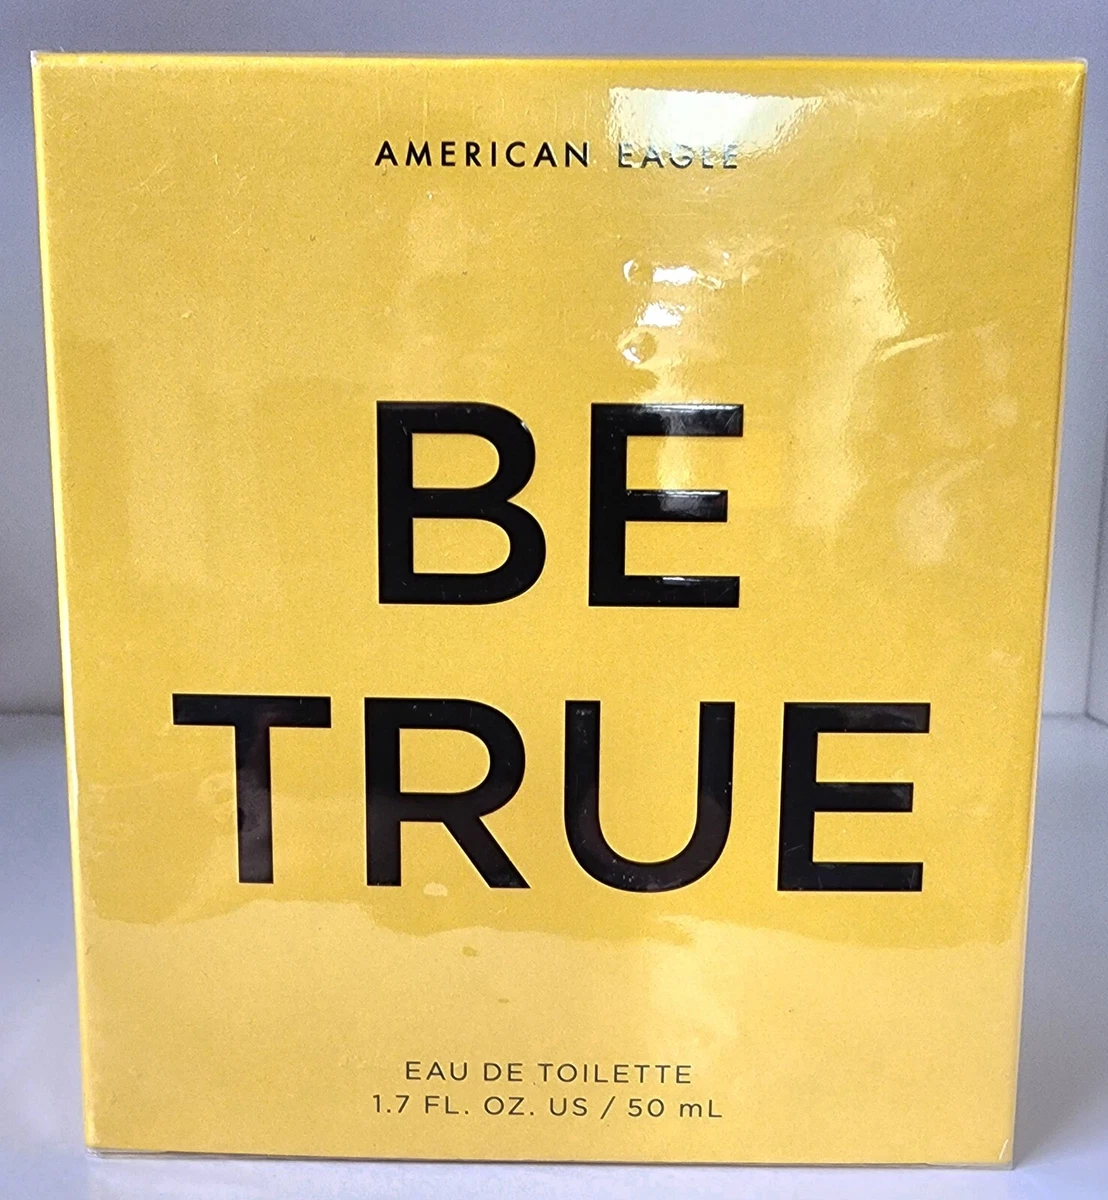 AMERICAN EAGLE
BE
TRUE
EAU DE TOILETTE
1.7 FL. OZ. US / 50 mL